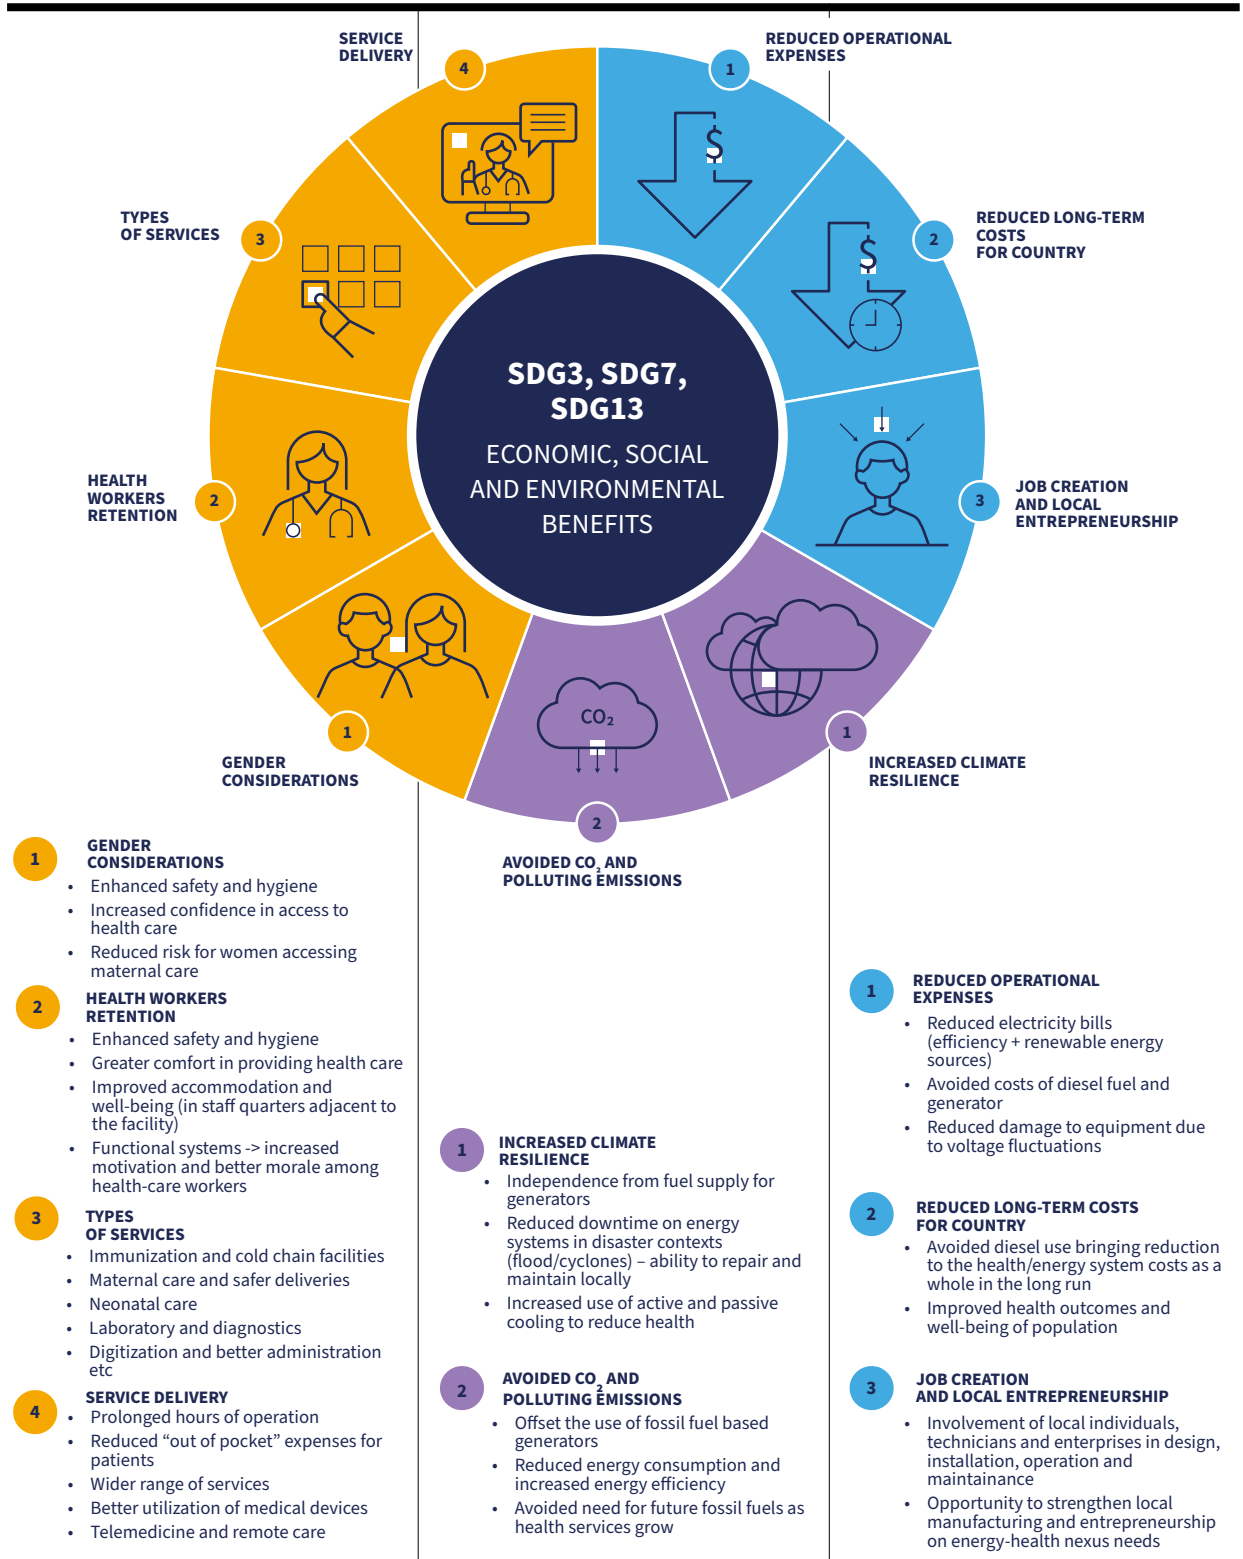 SERVICE
DELIVERY
4
REDUCED OPERATIONAL
EXPENSES
1
$
TYPES
OF SERVICES
3
REDUCED LONG-TERM
COSTS
FOR COUNTRY
2
$
SDG3, SDG7,
SDG13
ECONOMIC, SOCIAL
AND ENVIRONMENTAL
BENEFITS
HEALTH
WORKERS
RETENTION
2
JOB CREATION
AND LOCAL
ENTREPRENEURSHIP
3
CO₂
GENDER
CONSIDERATIONS
1
INCREASED CLIMATE
RESILIENCE
1
2
AVOIDED CO₂ AND
POLLUTING EMISSIONS
1
GENDER
CONSIDERATIONS
• Enhanced safety and hygiene
• Increased confidence in access to
health care
• Reduced risk for women accessing
maternal care
2
HEALTH WORKERS
RETENTION
• Enhanced safety and hygiene
• Greater comfort in providing health care
• Improved accommodation and
well-being (in staff quarters adjacent to
the facility)
• Functional systems -> increased
motivation and better morale among
health-care workers
3
TYPES
OF SERVICES
• Immunization and cold chain facilities
• Maternal care and safer deliveries
• Neonatal care
• Laboratory and diagnostics
• Digitization and better administration
etc
4
SERVICE DELIVERY
• Prolonged hours of operation
• Reduced “out of pocket” expenses for
patients
• Wider range of services
• Better utilization of medical devices
• Telemedicine and remote care
1
INCREASED CLIMATE
RESILIENCE
• Independence from fuel supply for
generators
• Reduced downtime on energy
systems in disaster contexts
(flood/cyclones) – ability to repair and
maintain locally
• Increased use of active and passive
cooling to reduce health
2
AVOIDED CO₂ AND
POLLUTING EMISSIONS
• Offset the use of fossil fuel based
generators
• Reduced energy consumption and
increased energy efficiency
• Avoided need for future fossil fuels as
health services grow
1
REDUCED OPERATIONAL
EXPENSES
• Reduced electricity bills
(efficiency + renewable energy
sources)
• Avoided costs of diesel fuel and
generator
• Reduced damage to equipment due
to voltage fluctuations
2
REDUCED LONG-TERM COSTS
FOR COUNTRY
• Avoided diesel use bringing reduction
to the health/energy system costs as a
whole in the long run
• Improved health outcomes and
well-being of population
3
JOB CREATION
AND LOCAL ENTREPRENEURSHIP
• Involvement of local individuals,
technicians and enterprises in design,
installation, operation and
maintainance
• Opportunity to strengthen local
manufacturing and entrepreneurship
on energy-health nexus needs